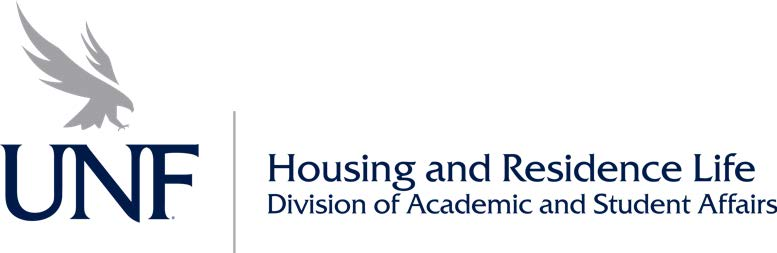 UNF
Housing and Residence Life
Division of Academic and Student Affairs